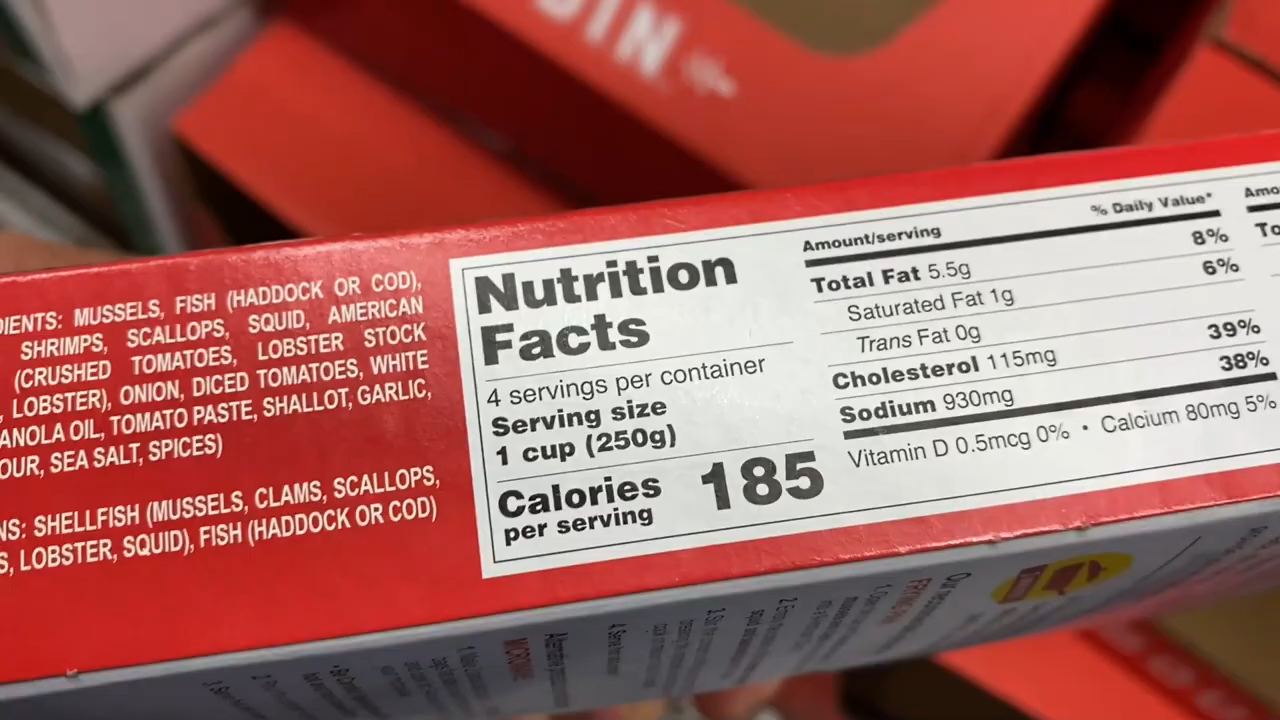 DIN
DIENTS: MUSSELS, FISH (HADDOCK OR COD),
SHRIMPS, SCALLOPS, SQUID, AMERICAN
(CRUSHED TOMATOES, LOBSTER STOCK
, LOBSTER), ONION, DICED TOMATOES, WHITE
ANOLA OIL, TOMATO PASTE, SHALLOT, GARLIC,
OUR, SEA SALT, SPICES)
NS: SHELLFISH (MUSSELS, CLAMS, SCALLOPS,
S, LOBSTER, SQUID), FISH (HADDOCK OR COD)
Nutrition
Facts
4 servings per container
Serving size
1 cup (250g)
Calories
per serving 185
Amount/serving % Daily Value*
Total Fat 5.5g 8%
Saturated Fat 1g 6%
Trans Fat 0g
Cholesterol 115mg 39%
Sodium 930mg 38%
Vitamin D 0.5mcg 0% • Calcium 80mg 5%
Amo
To